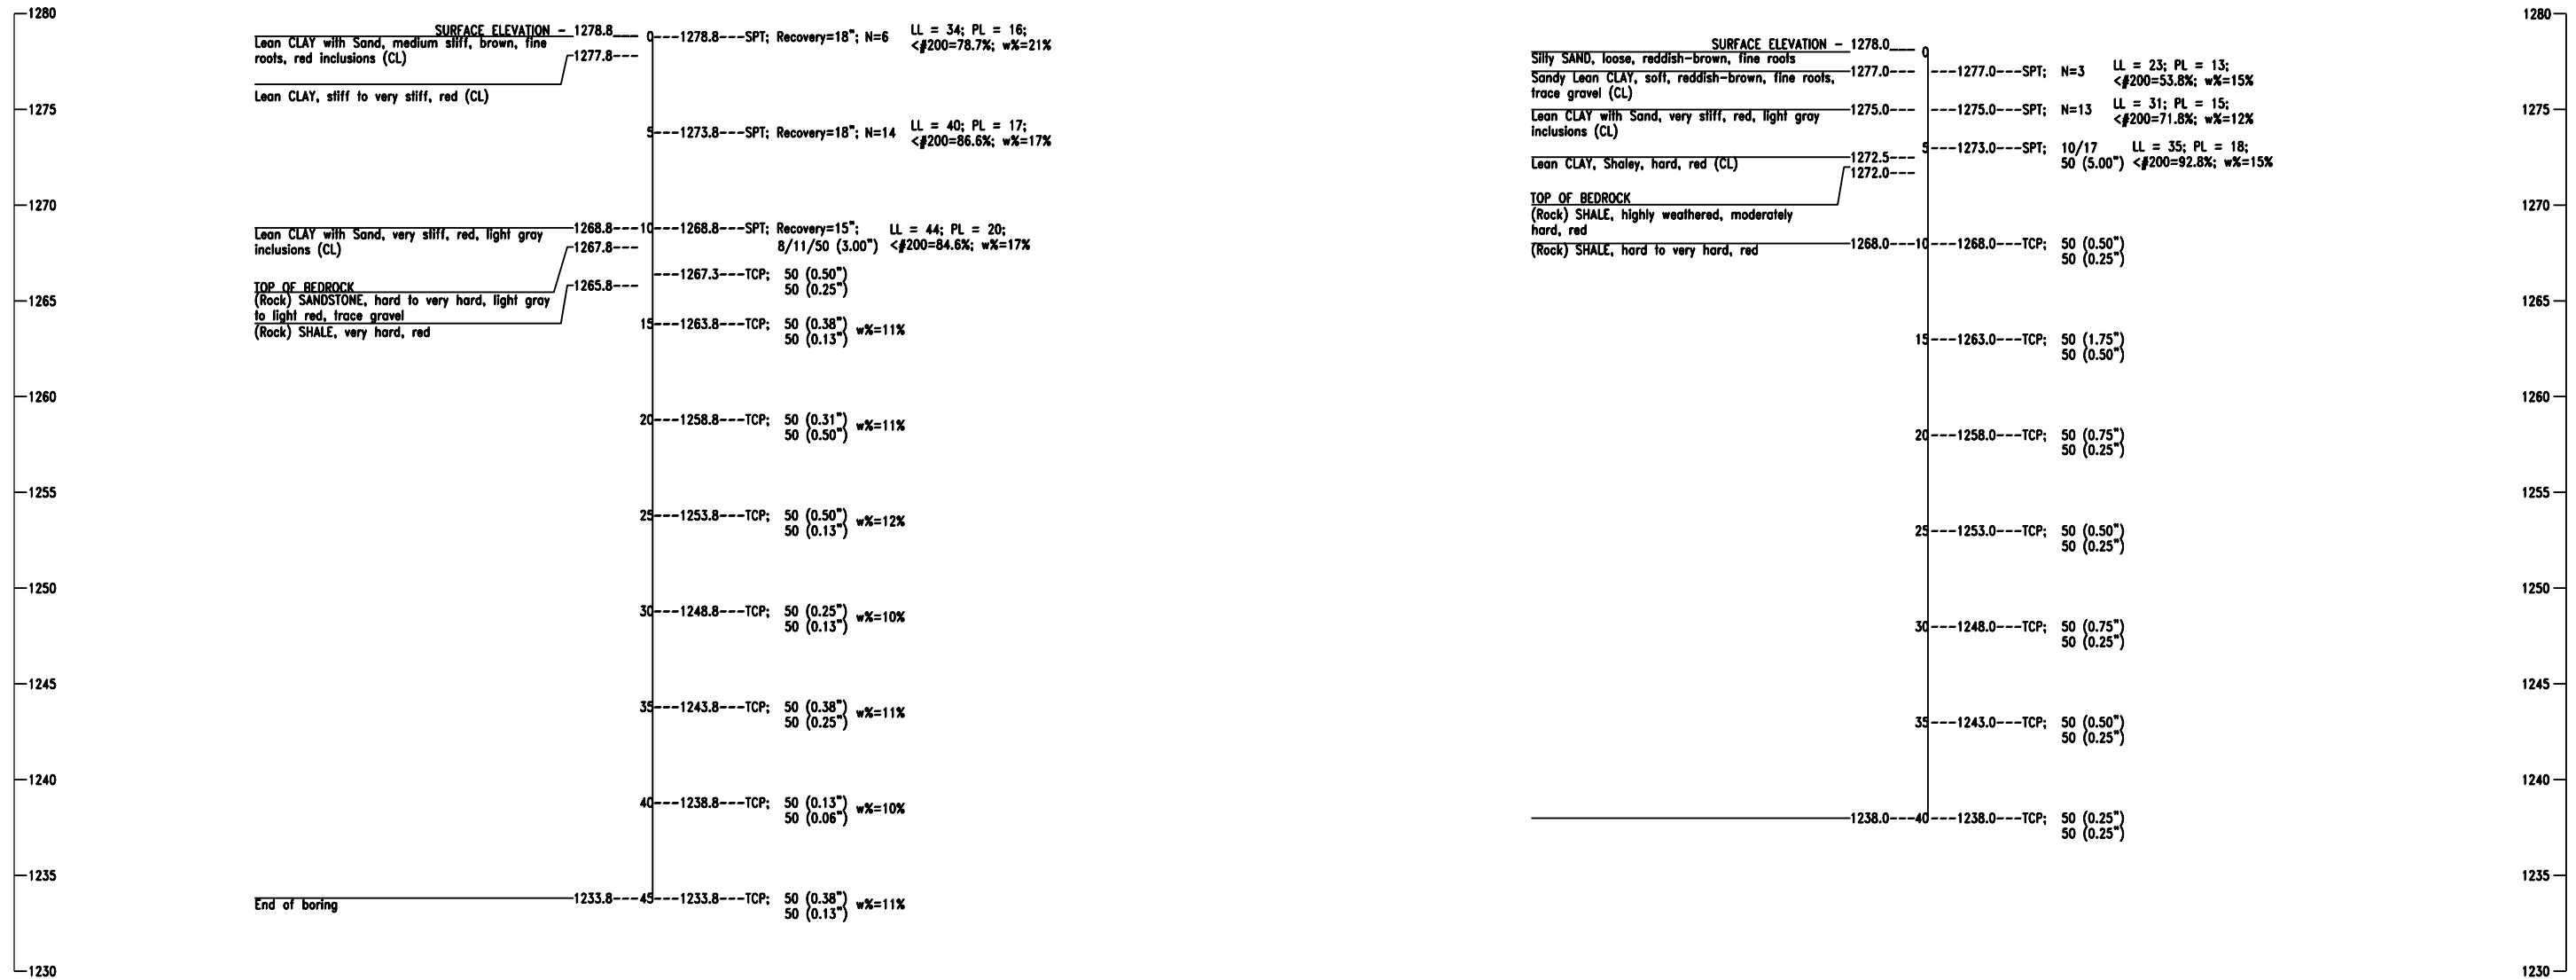 1280
1275
1270
1265
1260
1255
1250
1245
1240
1235
1230
SURFACE ELEVATION - 1278.8
Lean CLAY with Sand, medium stiff, brown, fine
roots, red inclusions (CL)
1277.8
Lean CLAY, stiff to very stiff, red (CL)
1268.8
Lean CLAY with Sand, very stiff, red, light gray
inclusions (CL)
1267.8
TOP OF BEDROCK
(Rock) SANDSTONE, hard to very hard, light gray
to light red, trace gravel
1265.8
(Rock) SHALE, very hard, red
1233.8
End of boring
0---1278.8---SPT; Recovery=18"; N=6 LL = 34; PL = 16;
<#200=78.7%; w%=21%
5---1273.8---SPT; Recovery=18"; N=14 LL = 40; PL = 17;
<#200=86.6%; w%=17%
10---1268.8---SPT; Recovery=15"; LL = 44; PL = 20;
8/11/50 (3.00") <#200=84.6%; w%=17%
---1267.3---TCP; 50 (0.50")
50 (0.25")
15---1263.8---TCP; 50 (0.38") w%=11%
50 (0.13")
20---1258.8---TCP; 50 (0.31") w%=11%
50 (0.50")
25---1253.8---TCP; 50 (0.50") w%=12%
50 (0.13")
30---1248.8---TCP; 50 (0.25") w%=10%
50 (0.13")
35---1243.8---TCP; 50 (0.38") w%=11%
50 (0.25")
40---1238.8---TCP; 50 (0.13") w%=10%
50 (0.06")
45---1233.8---TCP; 50 (0.38") w%=11%
50 (0.13")
SURFACE ELEVATION - 1278.0
Silty SAND, loose, reddish-brown, fine roots
1277.0
Sandy Lean CLAY, soft, reddish-brown, fine roots,
trace gravel (CL)
1275.0
Lean CLAY with Sand, very stiff, red, light gray
inclusions (CL)
1272.5
Lean CLAY, Shaley, hard, red (CL)
1272.0
TOP OF BEDROCK
(Rock) SHALE, highly weathered, moderately
hard, red
1268.0
(Rock) SHALE, hard to very hard, red
1238.0
0
---1277.0---SPT; N=3 LL = 23; PL = 13;
<#200=53.8%; w%=15%
---1275.0---SPT; N=13 LL = 31; PL = 15;
<#200=71.8%; w%=12%
5---1273.0---SPT; 10/17 LL = 35; PL = 18;
50 (5.00") <#200=92.8%; w%=15%
10---1268.0---TCP; 50 (0.50")
50 (0.25")
15---1263.0---TCP; 50 (1.75")
50 (0.50")
20---1258.0---TCP; 50 (0.75")
50 (0.25")
25---1253.0---TCP; 50 (0.50")
50 (0.25")
30---1248.0---TCP; 50 (0.75")
50 (0.25")
35---1243.0---TCP; 50 (0.50")
50 (0.25")
40---1238.0---TCP; 50 (0.25")
50 (0.25")
1280
1275
1270
1265
1260
1255
1250
1245
1240
1235
1230